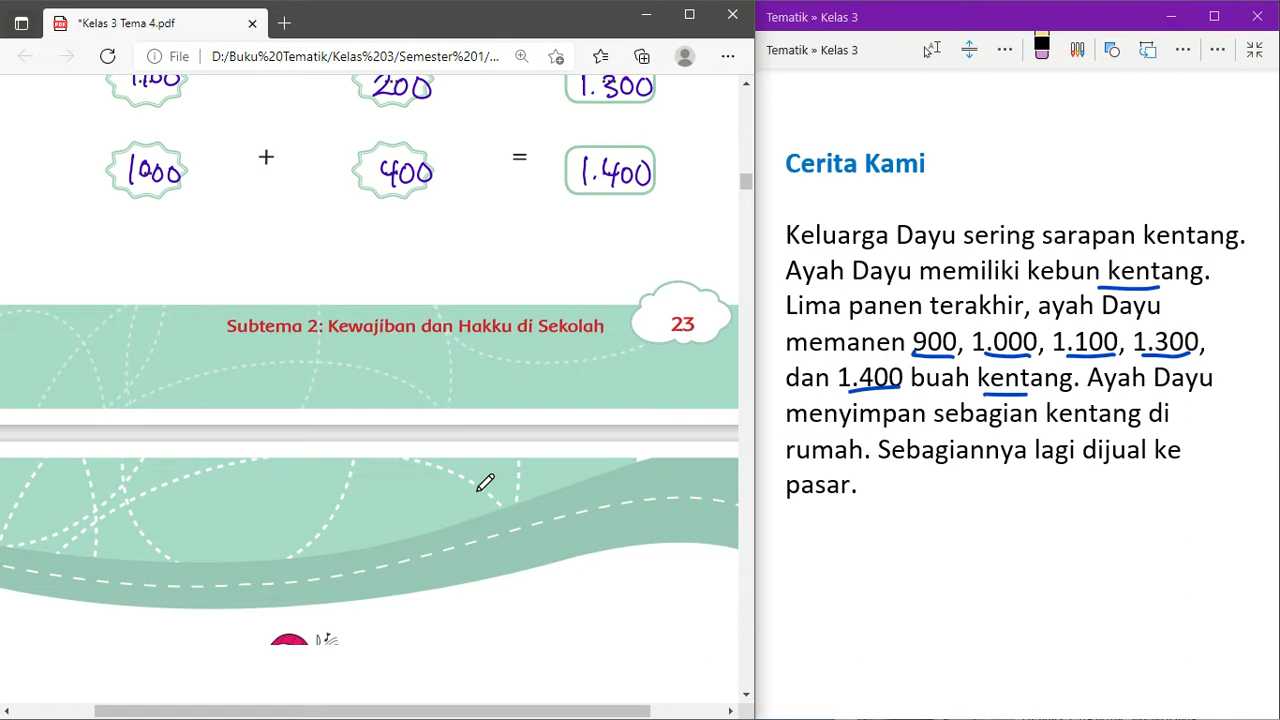 *Kelas 3 Tema 4.pdf
File D:/Buku%20Tematik/Kelas%203/Semester%201/...
1.100 200 1.300
1000 + 400 = 1.400
Subtema 2: Kewajiban dan Hakku di Sekolah 23
Tematik » Kelas 3
Tematik » Kelas 3
Cerita Kami
Keluarga Dayu sering sarapan kentang.
Ayah Dayu memiliki kebun kentang.
Lima panen terakhir, ayah Dayu
memanen 900, 1.000, 1.100, 1.300,
dan 1.400 buah kentang. Ayah Dayu
menyimpan sebagian kentang di
rumah. Sebagiannya lagi dijual ke
pasar.